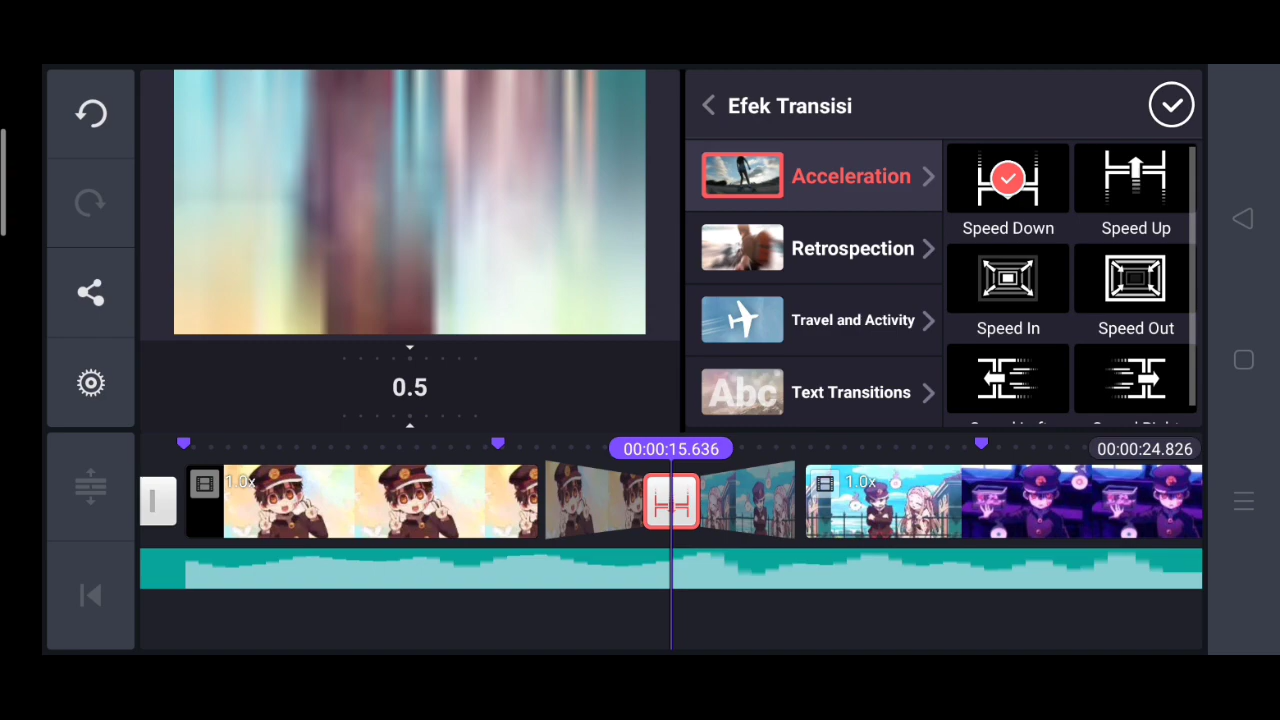 Efek Transisi
Acceleration
Speed Down
Speed Up
Retrospection
Speed In
Speed Out
Travel and Activity
Abc
Text Transitions
0.5
00:00:15.636
00:00:24.826
1.0x
1.0x